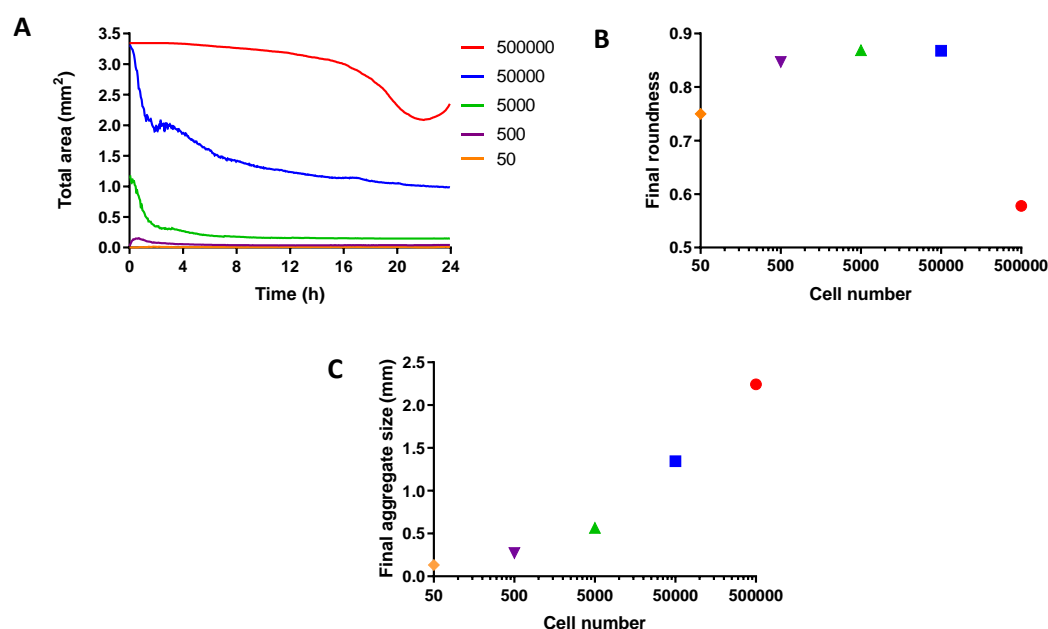 A
Total area (mm²)
3.5
3.0
2.5
2.0
1.5
1.0
0.5
0.0
0 4 8 12 16 20 24
Time (h)
500000
50000
5000
500
50
B
Final roundness
0.9
0.8
0.7
0.6
0.5
50 500 5000 50000 500000
Cell number
C
Final aggregate size (mm)
2.5
2.0
1.5
1.0
0.5
0.0
50 500 5000 50000 500000
Cell number